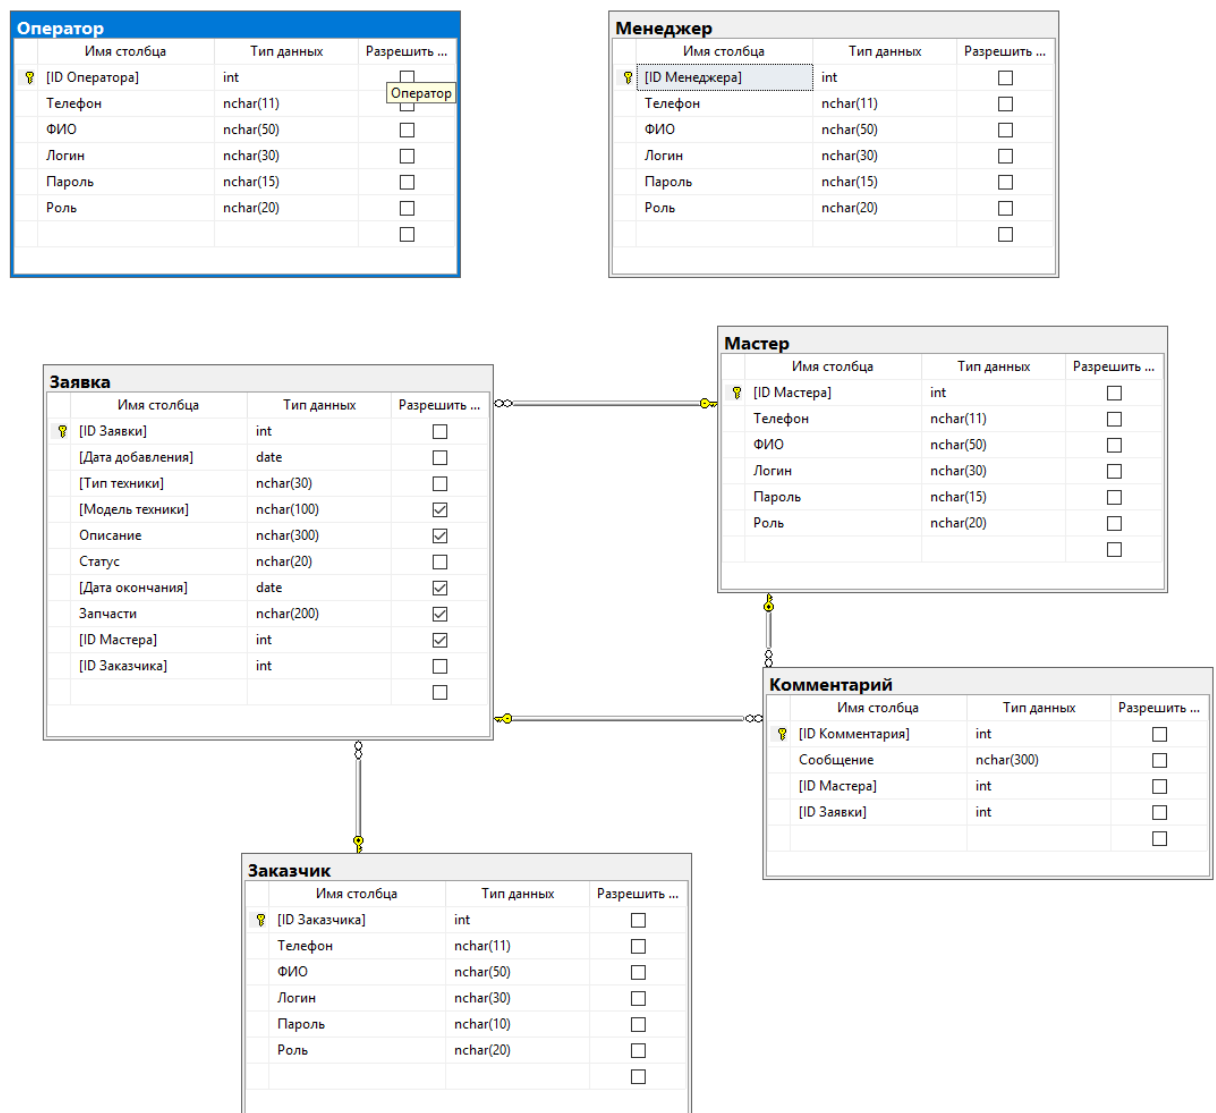 Оператор
Имя столбца Тип данных Разрешить ...
[ID Оператора] int
Оператор
Телефон nchar(11)
ФИО nchar(50)
Логин nchar(30)
Пароль nchar(15)
Роль nchar(20)
Менеджер
Имя столбца Тип данных Разрешить ...
[ID Менеджера] int
Телефон nchar(11)
ФИО nchar(50)
Логин nchar(30)
Пароль nchar(15)
Роль nchar(20)
Мастер
Имя столбца Тип данных Разрешить ...
[ID Мастера] int
Телефон nchar(11)
ФИО nchar(50)
Логин nchar(30)
Пароль nchar(15)
Роль nchar(20)
Заявка
Имя столбца Тип данных Разрешить ...
[ID Заявки] int
[Дата добавления] date
[Тип техники] nchar(30)
[Модель техники] nchar(100)
Описание nchar(300)
Статус nchar(20)
[Дата окончания] date
Запчасти nchar(200)
[ID Мастера] int
[ID Заказчика] int
Комментарий
Имя столбца Тип данных Разрешить ...
[ID Комментария] int
Сообщение nchar(300)
[ID Мастера] int
[ID Заявки] int
Заказчик
Имя столбца Тип данных Разрешить ...
[ID Заказчика] int
Телефон nchar(11)
ФИО nchar(50)
Логин nchar(30)
Пароль nchar(10)
Роль nchar(20)